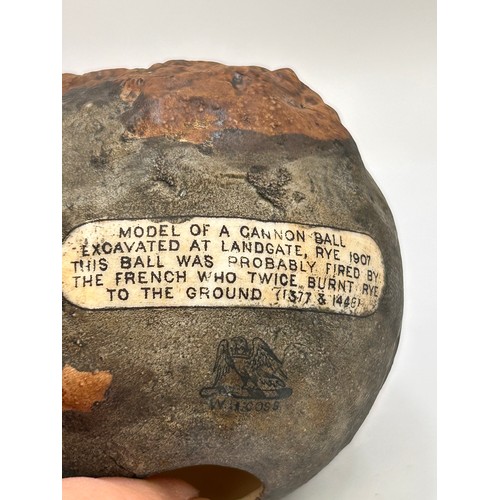 MODEL OF A CANNON BALL
EXCAVATED AT LANDGATE, RYE 1907
THIS BALL WAS PROBABLY FIRED BY
THE FRENCH WHO TWICE BURNT RYE
TO THE GROUND (1377 & 1448)